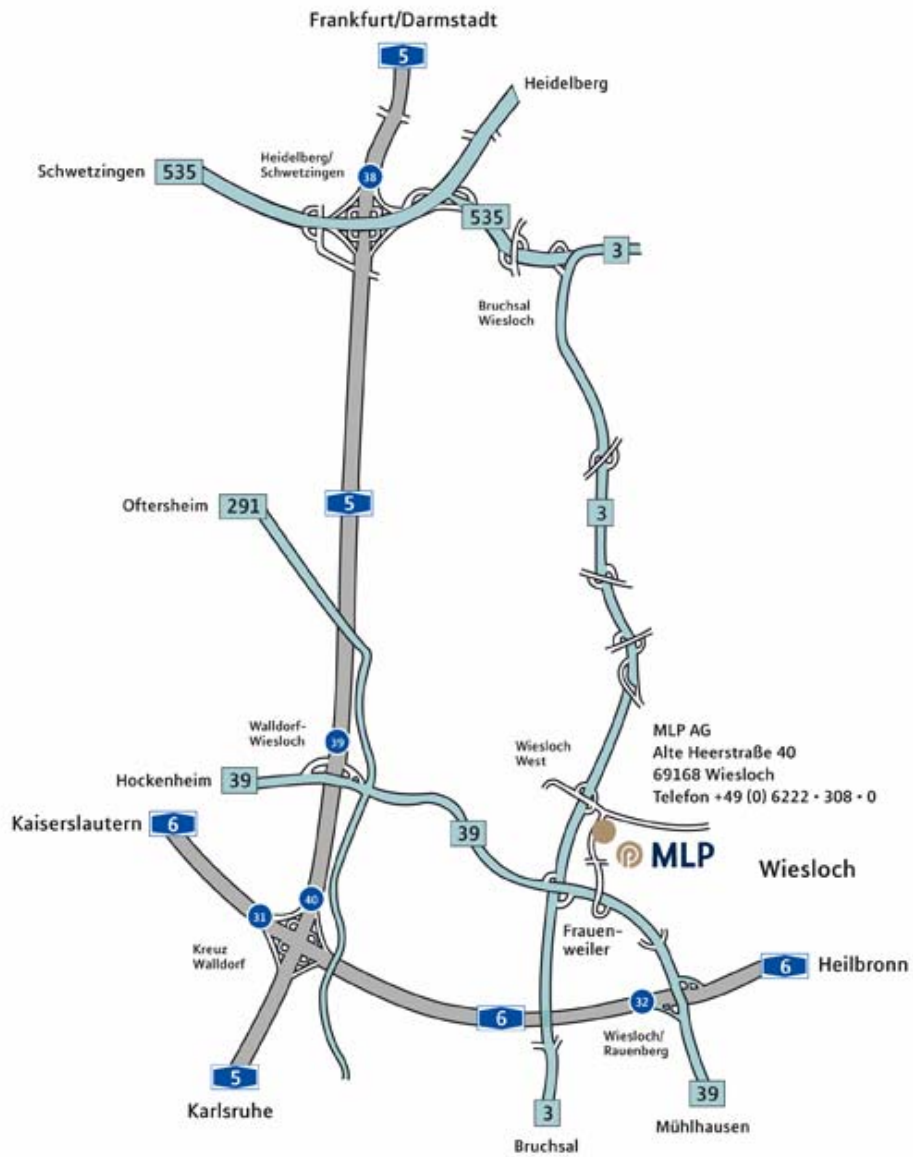 Frankfurt/Darmstadt
5
Heidelberg
Schwetzingen
535
Heidelberg/
Schwetzingen
38
535
3
Bruchsal
Wiesloch
Oftersheim
291
5
3
Walldorf-
Wiesloch
39
Wiesloch
West
MLP AG
Alte Heerstraße 40
69168 Wiesloch
Telefon +49 (0) 6222 • 308 • 0
Hockenheim
39
Kaiserslautern
6
39
MLP
Wiesloch
31
40
Kreuz
Walldorf
Frauen-
weiler
6
Heilbronn
6
32
Wiesloch/
Rauenberg
5
Karlsruhe
3
Bruchsal
39
Mühlhausen